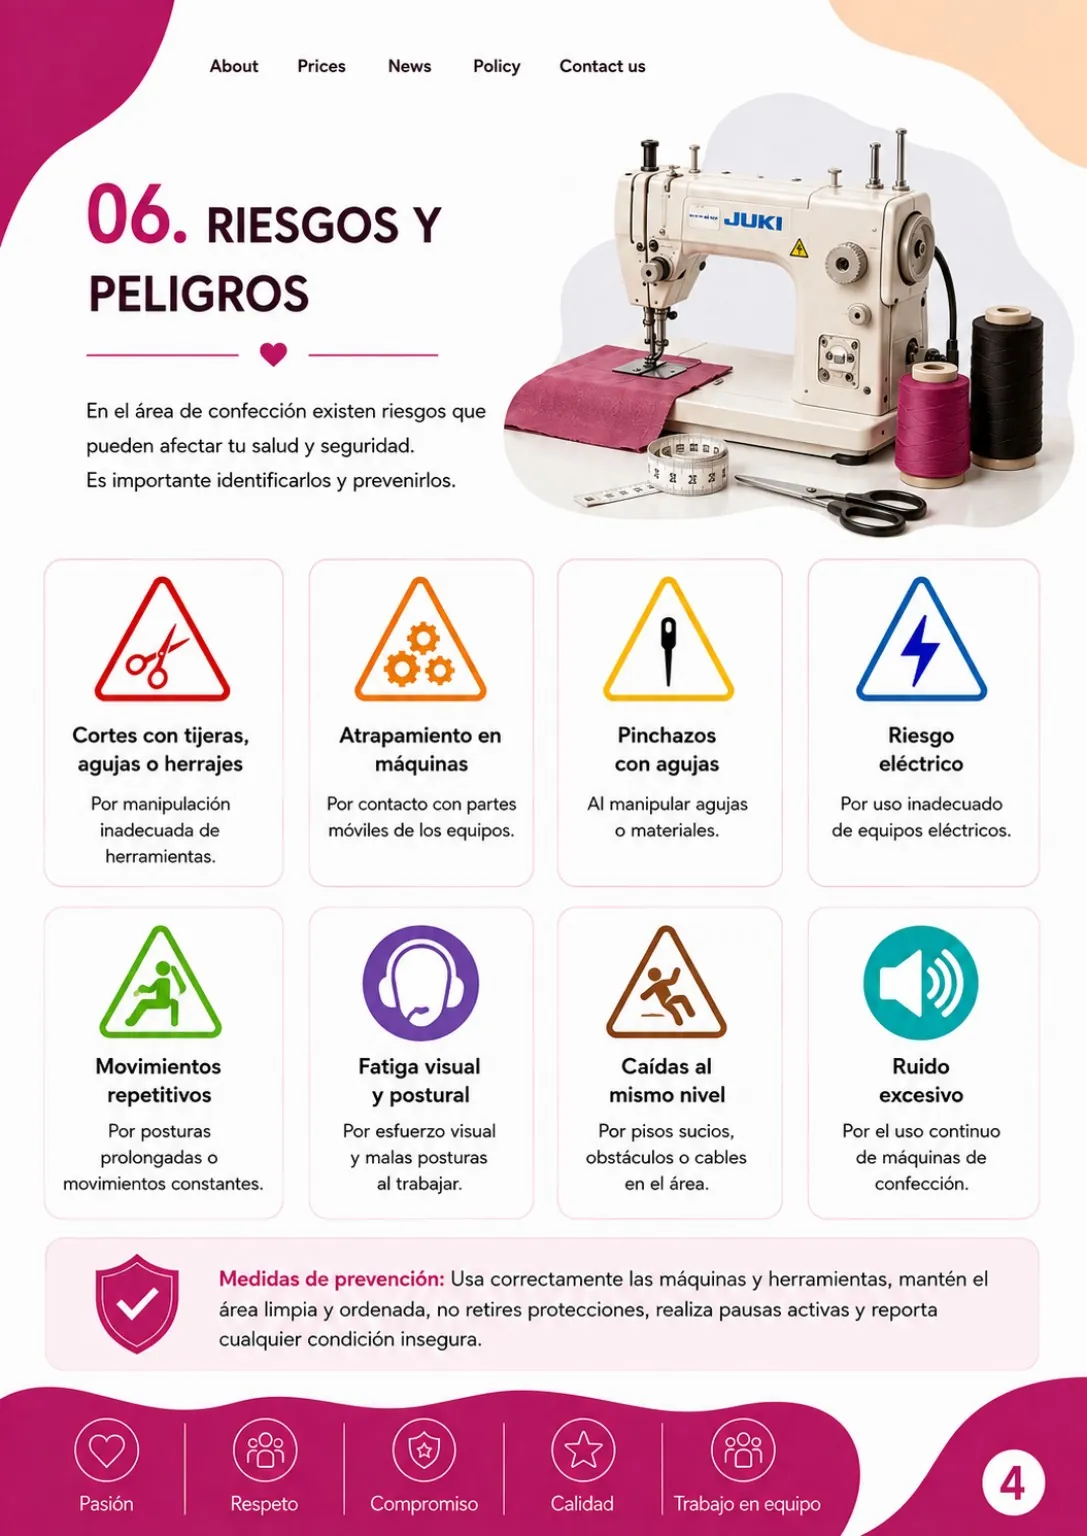 About Prices News Policy Contact us
06. RIESGOS Y
PELIGROS
En el área de confección existen riesgos que
pueden afectar tu salud y seguridad.
Es importante identificarlos y prevenirlos.
JUKI
Cortes con tijeras,
agujas o herrajes
Por manipulación
inadecuada de
herramientas.
Atrapamiento en
máquinas
Por contacto con partes
móviles de los equipos.
Pinchazos
con agujas
Al manipular agujas
o materiales.
Riesgo
eléctrico
Por uso inadecuado
de equipos eléctricos.
Movimientos
repetitivos
Por posturas
prolongadas o
movimientos constantes.
Fatiga visual
y postural
Por esfuerzo visual
y malas posturas
al trabajar.
Caídas al
mismo nivel
Por pisos sucios,
obstáculos o cables
en el área.
Ruido
excesivo
Por el uso continuo
de máquinas de
confección.
Medidas de prevención: Usa correctamente las máquinas y herramientas, mantén el
área limpia y ordenada, no retires protecciones, realiza pausas activas y reporta
cualquier condición insegura.
Pasión
Respeto
Compromiso
Calidad
Trabajo en equipo
4